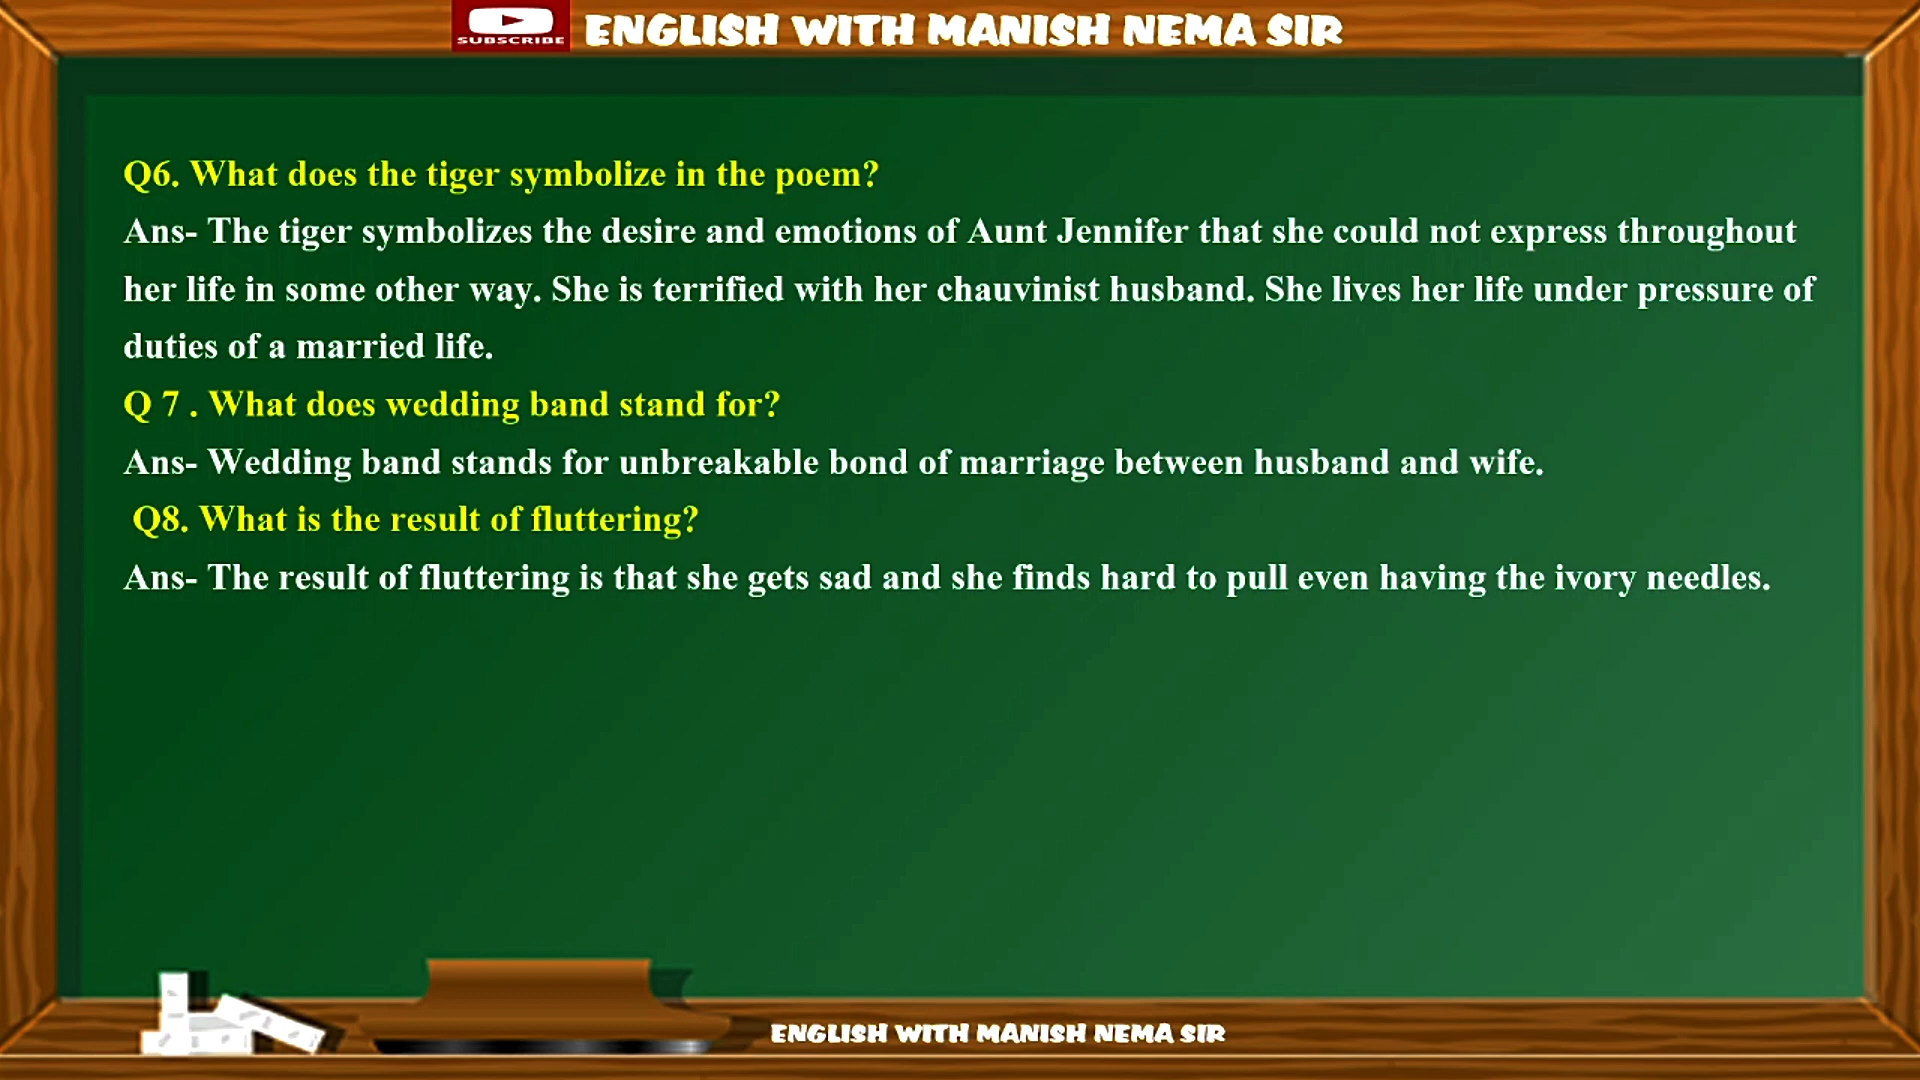 SUBSCRIBE
ENGLISH WITH MANISH NEMA SIR
Q6. What does the tiger symbolize in the poem?
Ans- The tiger symbolizes the desire and emotions of Aunt Jennifer that she could not express throughout
her life in some other way. She is terrified with her chauvinist husband. She lives her life under pressure of
duties of a married life.
Q 7 . What does wedding band stand for?
Ans- Wedding band stands for unbreakable bond of marriage between husband and wife.
Q8. What is the result of fluttering?
Ans- The result of fluttering is that she gets sad and she finds hard to pull even having the ivory needles.
ENGLISH WITH MANISH NEMA SIR